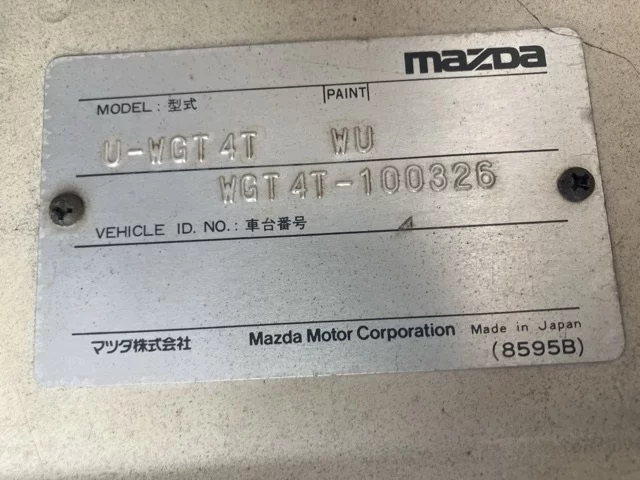 mazda
MODEL: 型式 PAINT
U-WGT4T WU
WGT4T-100326
VEHICLE ID. NO.: 車台番号
マツダ株式会社 Mazda Motor Corporation Made in Japan
(8595B)